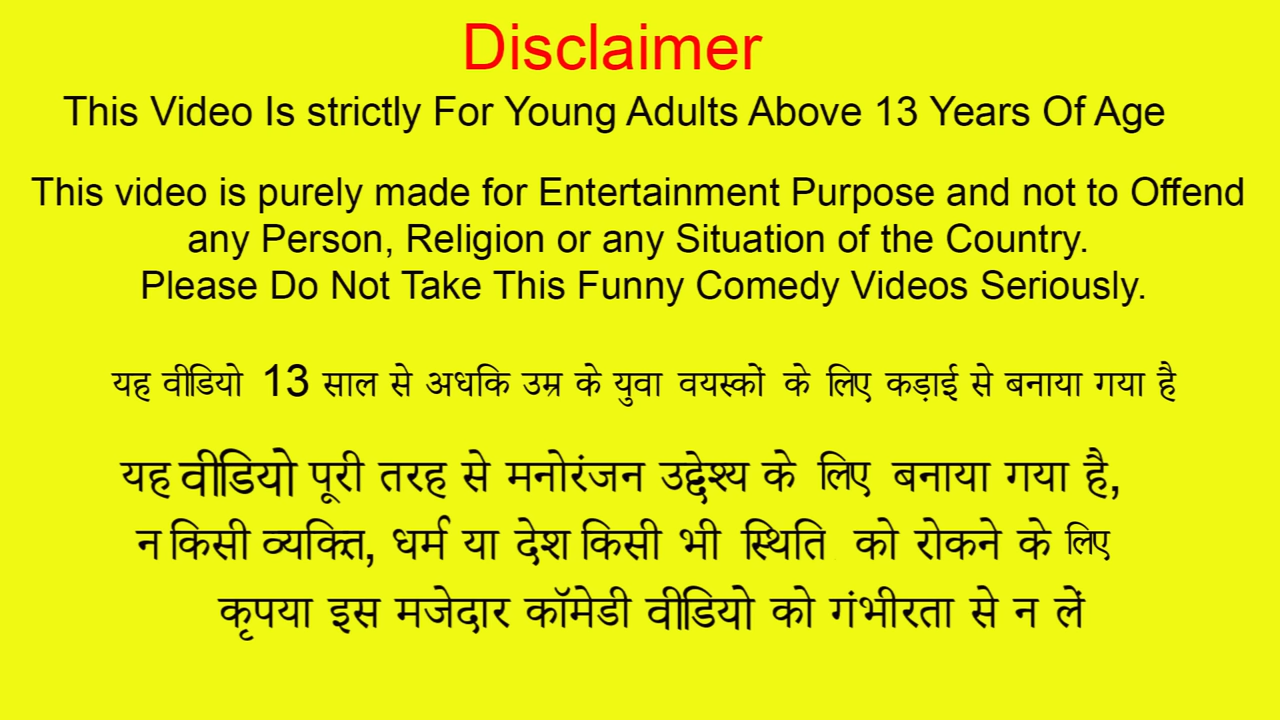 Disclaimer
This Video Is strictly For Young Adults Above 13 Years Of Age
This video is purely made for Entertainment Purpose and not to Offend
any Person, Religion or any Situation of the Country.
Please Do Not Take This Funny Comedy Videos Seriously.
यह वीडियो 13 साल से अधकि उम्र के युवा वयस्कों के लिए कड़ाई से बनाया गया है
यह वीडियो पूरी तरह से मनोरंजन उद्देश्य के लिए बनाया गया है,
न किसी व्यक्ति, धर्म या देश किसी भी स्थिति को रोकने के लिए
कृपया इस मजेदार कॉमेडी वीडियो को गंभीरता से न लें